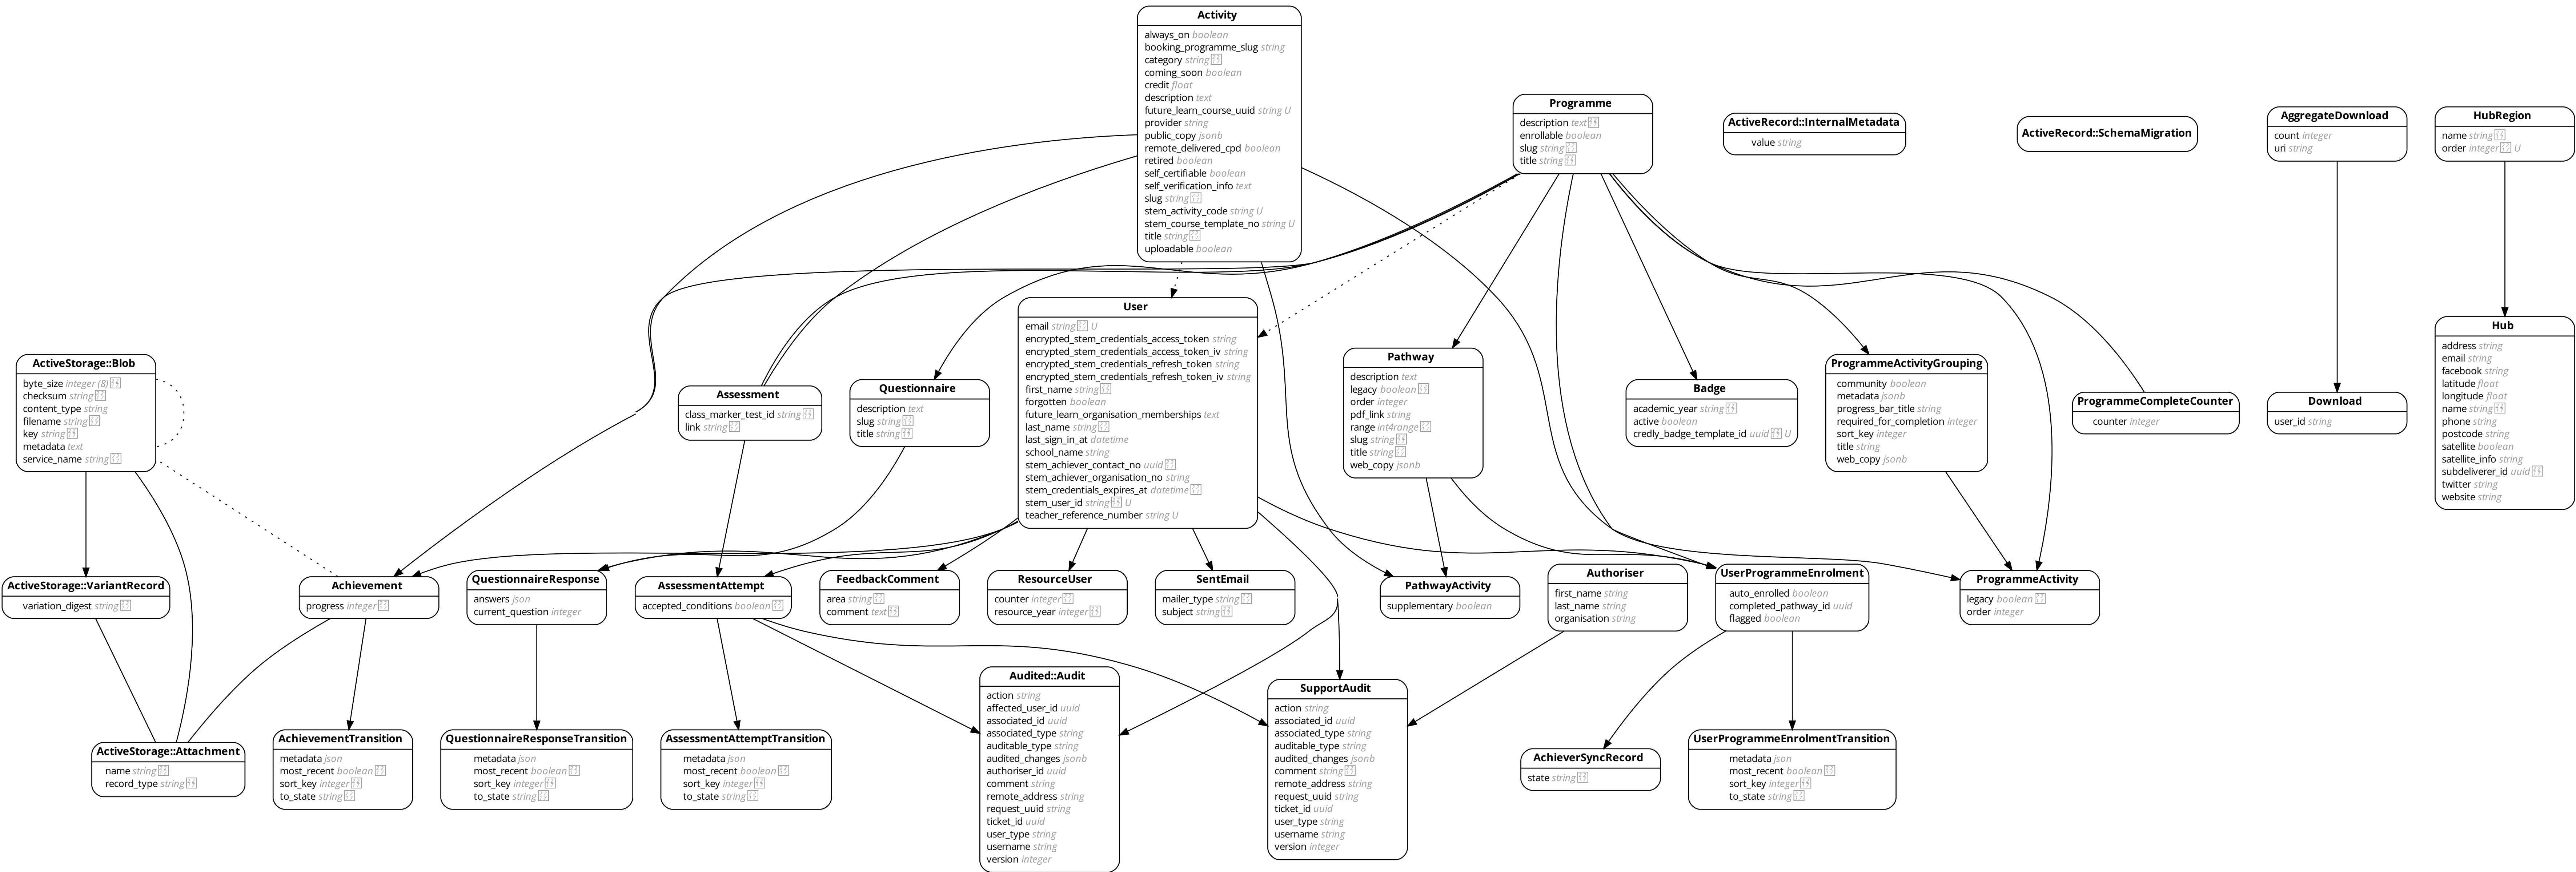 Activity
always_on boolean
booking_programme_slug string
category string
coming_soon boolean
credit float
description text
future_learn_course_uuid string U
provider string
public_copy jsonb
remote_delivered_cpd boolean
retired boolean
self_certifiable boolean
self_verification_info text
slug string
stem_activity_code string U
stem_course_template_no string U
title string
uploadable boolean
Programme
description text
enrollable boolean
slug string
title string
ActiveRecord::InternalMetadata
value string
ActiveRecord::SchemaMigration
AggregateDownload
count integer
uri string
HubRegion
name string
order integer U
User
email string U
encrypted_stem_credentials_access_token string
encrypted_stem_credentials_access_token_iv string
encrypted_stem_credentials_refresh_token string
encrypted_stem_credentials_refresh_token_iv string
first_name string
forgotten boolean
future_learn_organisation_memberships text
last_name string
last_sign_in_at datetime
school_name string
stem_achiever_contact_no uuid
stem_achiever_organisation_no string
stem_credentials_expires_at datetime
stem_user_id string U
teacher_reference_number string U
ActiveStorage::Blob
byte_size integer (8)
checksum string
content_type string
filename string
key string
metadata text
service_name string
Assessment
class_marker_test_id string
link string
Questionnaire
description text
slug string
title string
Pathway
description text
legacy boolean
order integer
pdf_link string
range int4range
slug string
title string
web_copy jsonb
Badge
academic_year string
active boolean
credly_badge_template_id uuid U
ProgrammeActivityGrouping
community boolean
metadata jsonb
progress_bar_title string
required_for_completion integer
sort_key integer
title string
web_copy jsonb
ProgrammeCompleteCounter
counter integer
Download
user_id string
Hub
address string
email string
facebook string
latitude float
longitude float
name string
phone string
postcode string
satellite boolean
satellite_info string
subdeliverer_id uuid
twitter string
website string
ActiveStorage::VariantRecord
variation_digest string
Achievement
progress integer
QuestionnaireResponse
answers json
current_question integer
AssessmentAttempt
accepted_conditions boolean
FeedbackComment
area string
comment text
ResourceUser
counter integer
resource_year integer
SentEmail
mailer_type string
subject string
PathwayActivity
supplementary boolean
Authoriser
first_name string
last_name string
organisation string
UserProgrammeEnrolment
auto_enrolled boolean
completed_pathway_id uuid
flagged boolean
ProgrammeActivity
legacy boolean
order integer
ActiveStorage::Attachment
name string
record_type string
AchievementTransition
metadata json
most_recent boolean
sort_key integer
to_state string
QuestionnaireResponseTransition
metadata json
most_recent boolean
sort_key integer
to_state string
AssessmentAttemptTransition
metadata json
most_recent boolean
sort_key integer
to_state string
Audited::Audit
action string
affected_user_id uuid
associated_id uuid
associated_type string
auditable_type string
audited_changes jsonb
authoriser_id uuid
comment string
remote_address string
request_uuid string
ticket_id uuid
user_type string
username string
version integer
SupportAudit
action string
associated_id uuid
associated_type string
auditable_type string
audited_changes jsonb
comment string
remote_address string
request_uuid string
ticket_id uuid
user_type string
username string
version integer
AchieverSyncRecord
state string
UserProgrammeEnrolmentTransition
metadata json
most_recent boolean
sort_key integer
to_state string